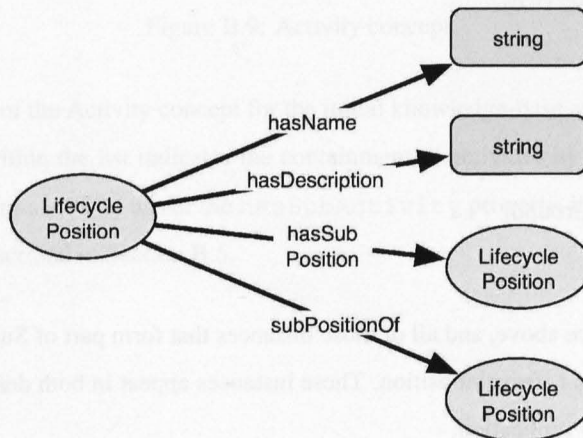 string
hasName
string
hasDescription
Lifecycle
Position
hasSub
Position
Lifecycle
Position
subPositionOf
Lifecycle
Position